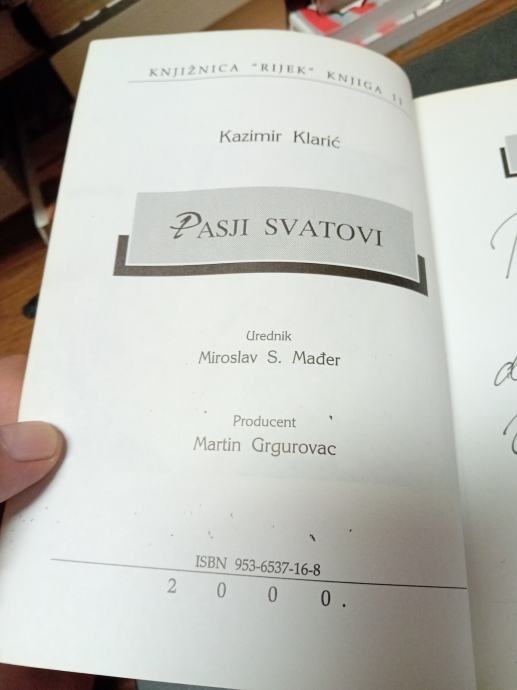 KNJIŽNICA "RIJEK" KNJIGA 11
Kazimir Klarić
PASJI SVATOVI
Urednik
Miroslav S. Mađer
Producent
Martin Grgurovac
ISBN 953-6537-16-8
2 0 0 0 .